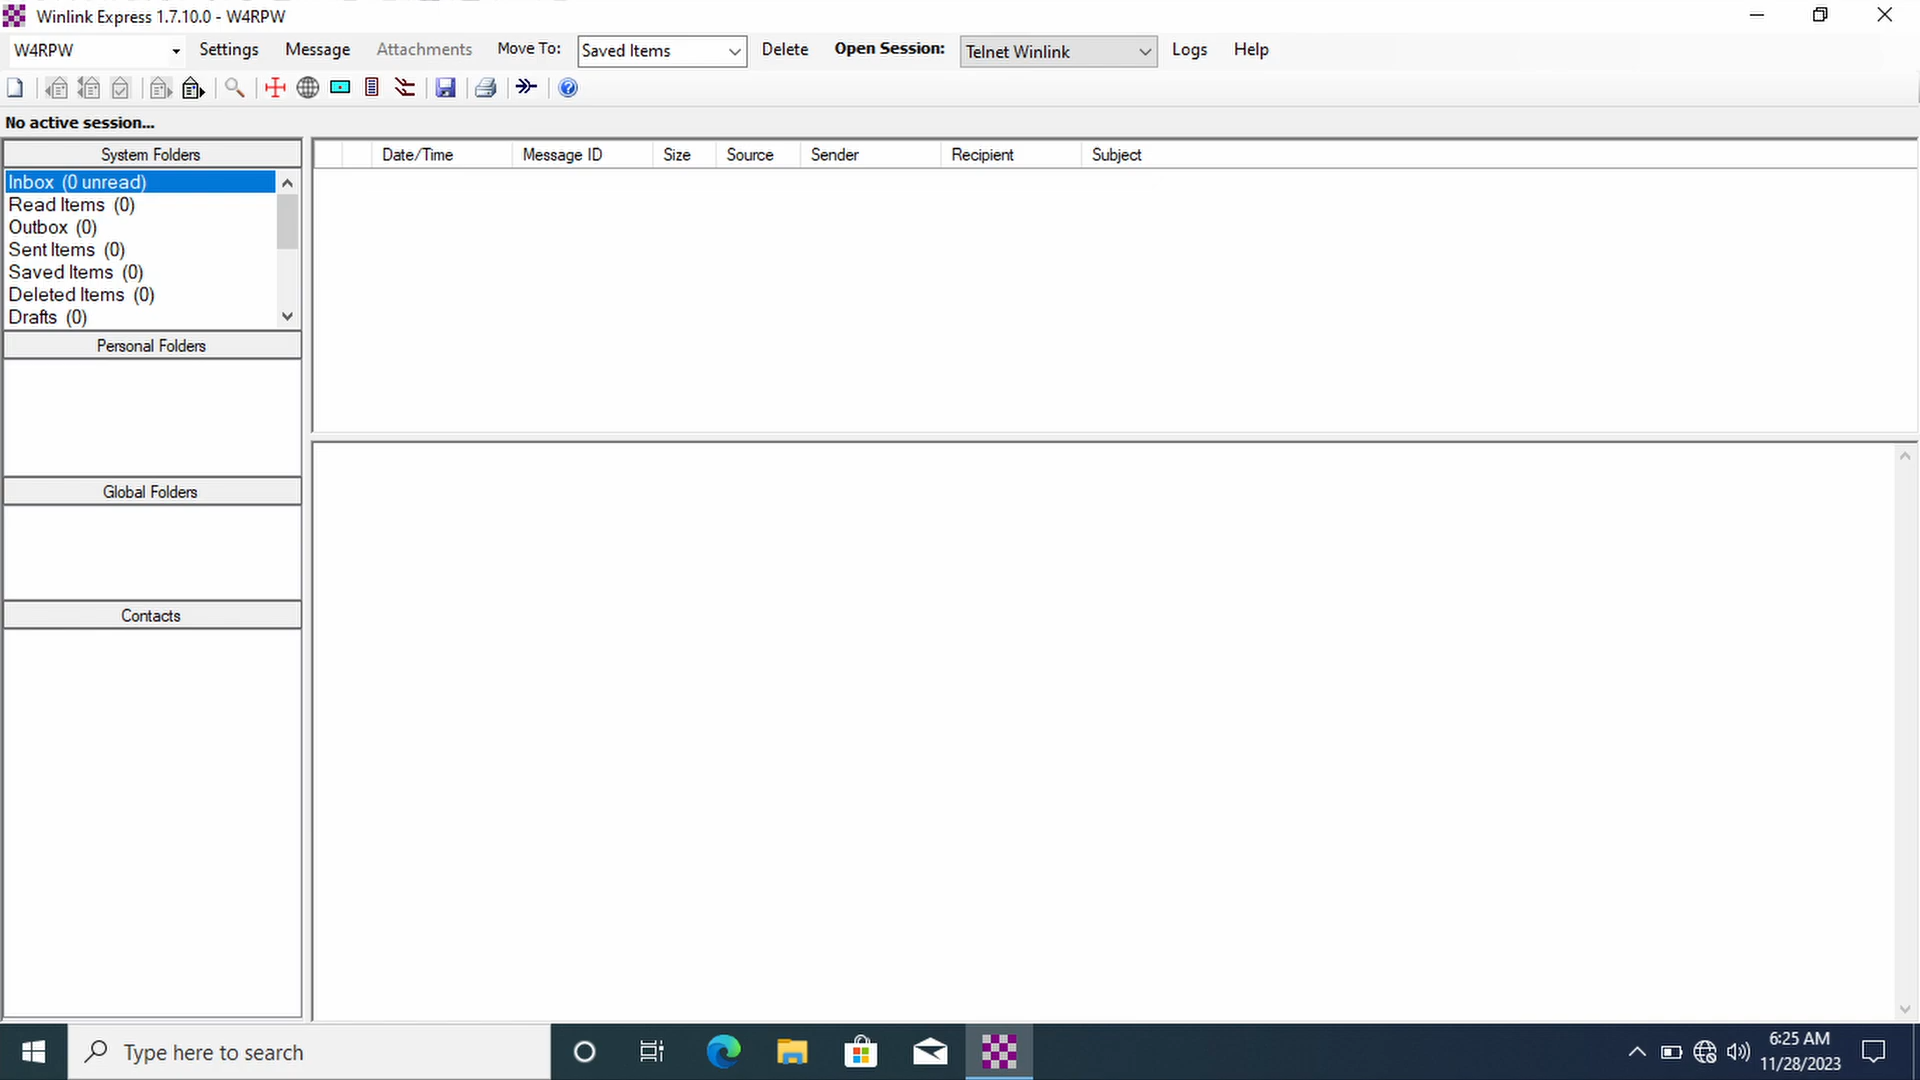 Winlink Express 1.7.10.0 - W4RPW
W4RPW Settings Message Attachments Move To: Saved Items Delete Open Session: Telnet Winlink Logs Help
No active session...
System Folders
Inbox (0 unread)
Read Items (0)
Outbox (0)
Sent Items (0)
Saved Items (0)
Deleted Items (0)
Drafts (0)
Personal Folders
Global Folders
Contacts
Date/Time Message ID Size Source Sender Recipient Subject
Type here to search
6:25 AM
11/28/2023